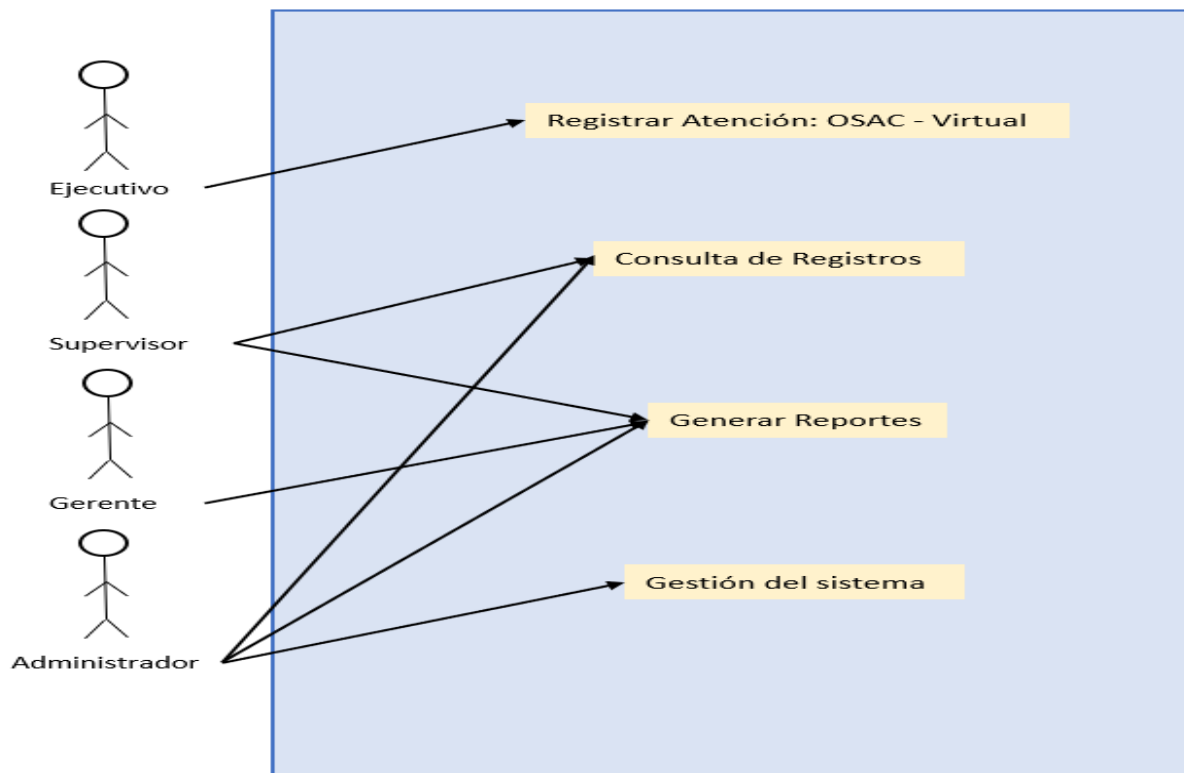 Registrar Atención: OSAC - Virtual
Ejecutivo
Consulta de Registros
Supervisor
Generar Reportes
Gerente
Gestión del sistema
Administrador